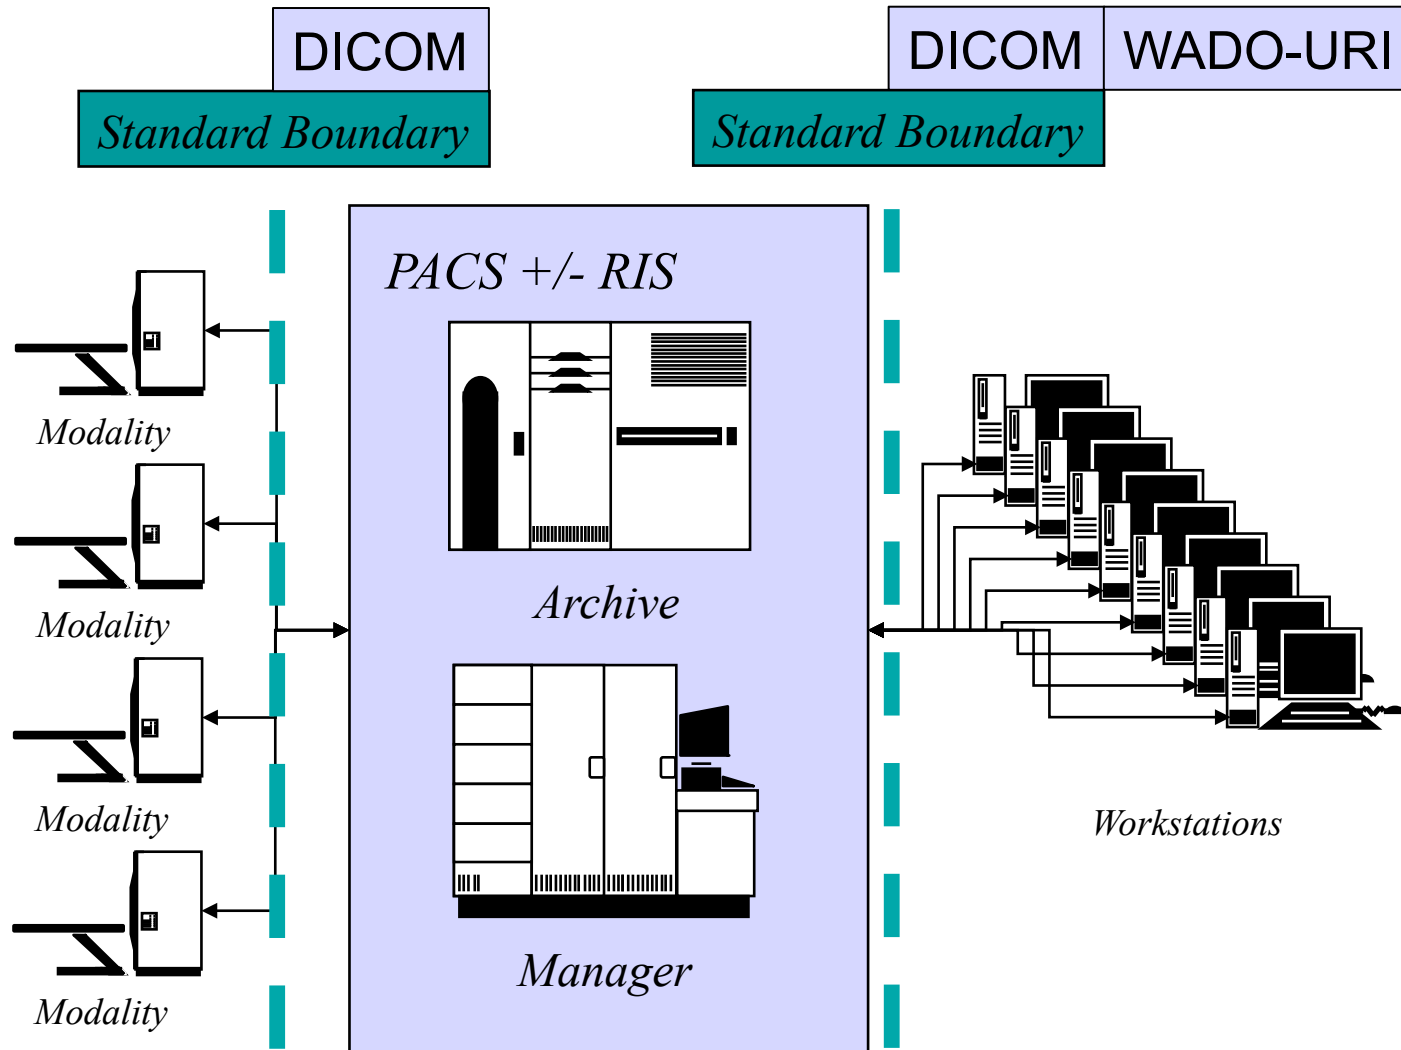 DICOM
Standard Boundary
DICOM
WADO-URI
Standard Boundary
PACS +/- RIS
Modality
Modality
Modality
Modality
Archive
Manager
Workstations